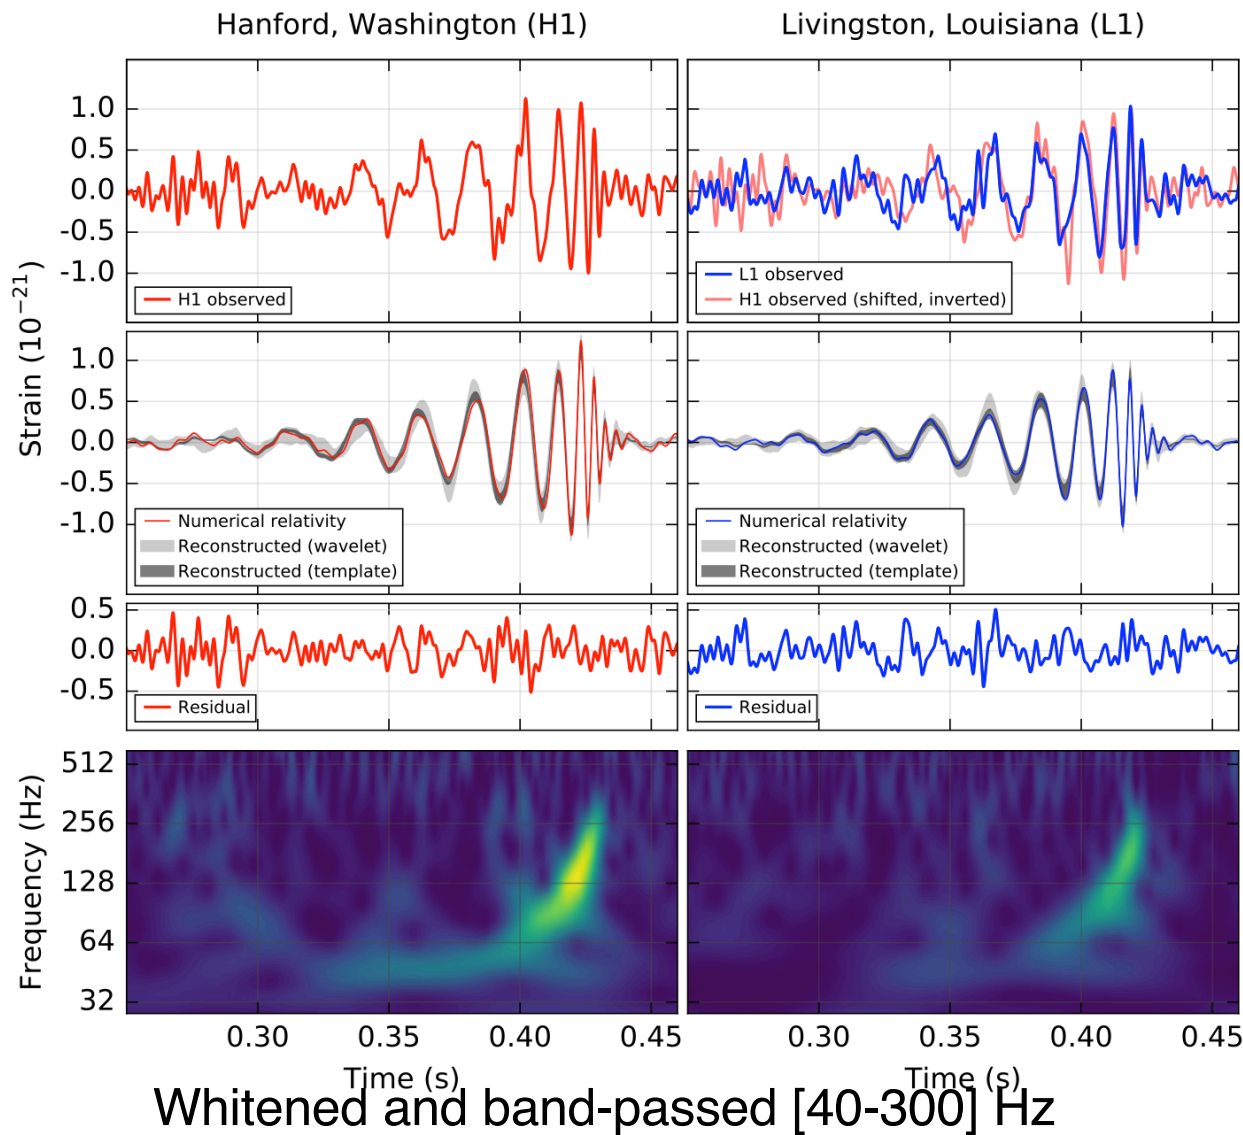 Hanford, Washington (H1)
Livingston, Louisiana (L1)
Strain (10⁻²¹)
1.0
0.5
0.0
-0.5
-1.0
H1 observed
L1 observed
H1 observed (shifted, inverted)
1.0
0.5
0.0
-0.5
-1.0
Numerical relativity
Reconstructed (wavelet)
Reconstructed (template)
Numerical relativity
Reconstructed (wavelet)
Reconstructed (template)
0.5
0.0
-0.5
Residual
Residual
Frequency (Hz)
512
256
128
64
32
0.30
0.35
0.40
0.45
0.30
0.35
0.40
0.45
Time (s)
Time (s)
Whitened and band-passed [40-300] Hz